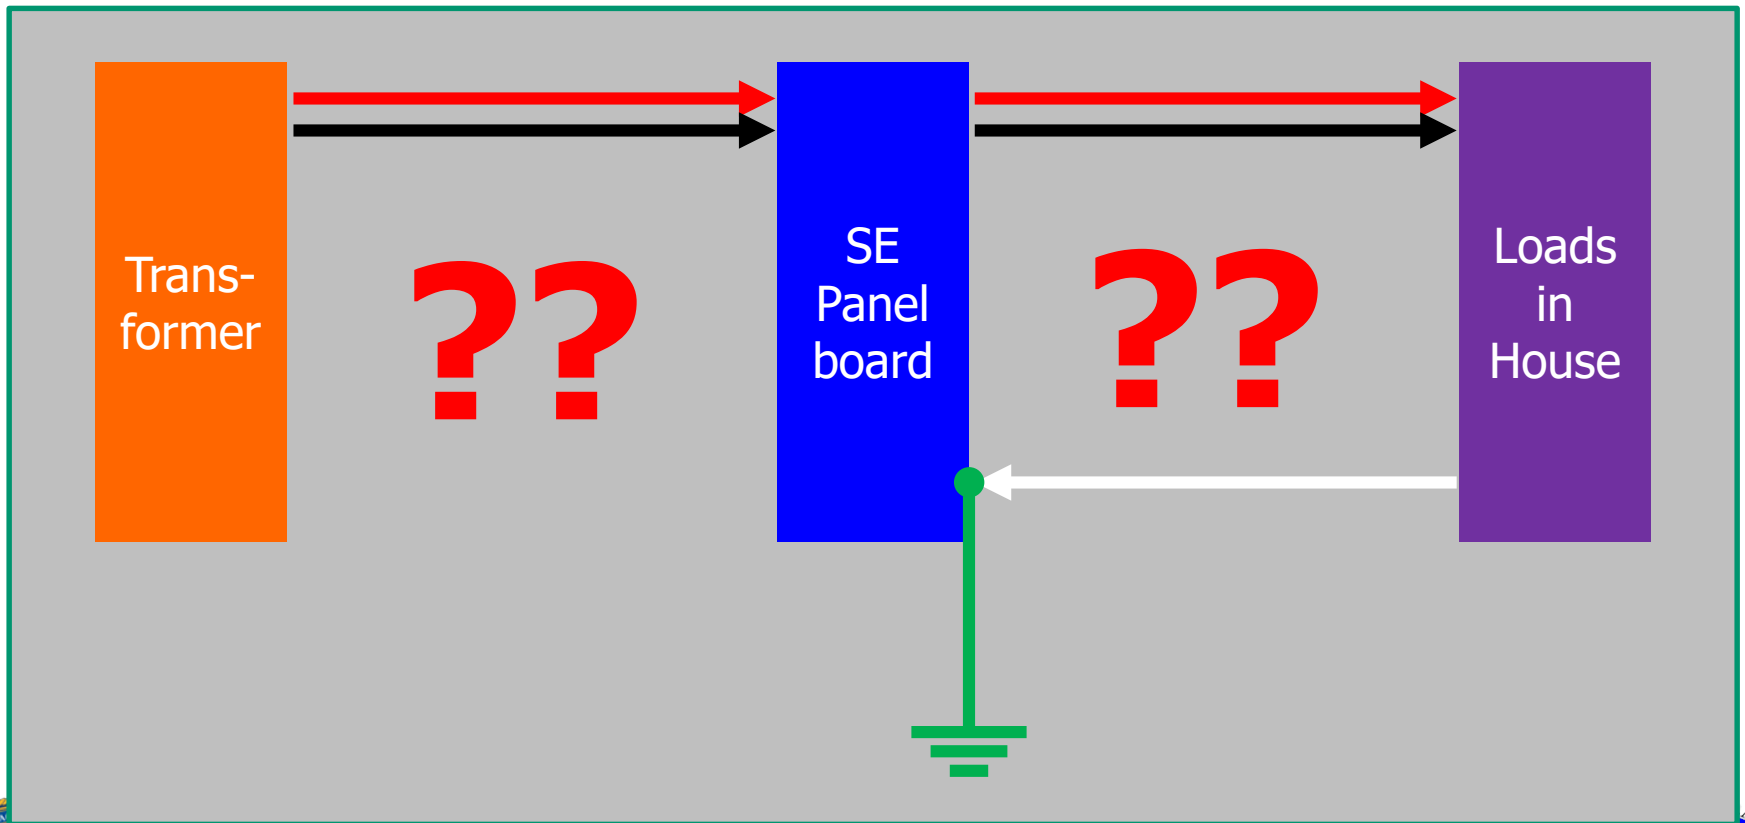 Trans-
former
??
SE
Panel
board
??
Loads
in
House